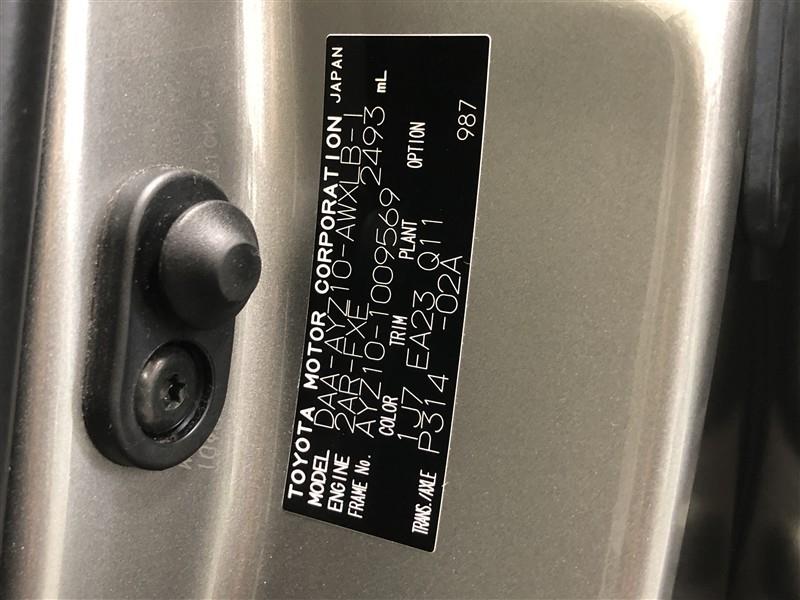 TOYOTA MOTOR CORPORATION JAPAN
MODEL DAA-AYZ10-AWXLB-1
ENGINE 2AR-FXE 2493 mL
FRAME No. AYZ10-1009569
COLOR TRIM PLANT OPTION
1J7 EA23 Q11 987
TRANS./AXLE P314 -02A